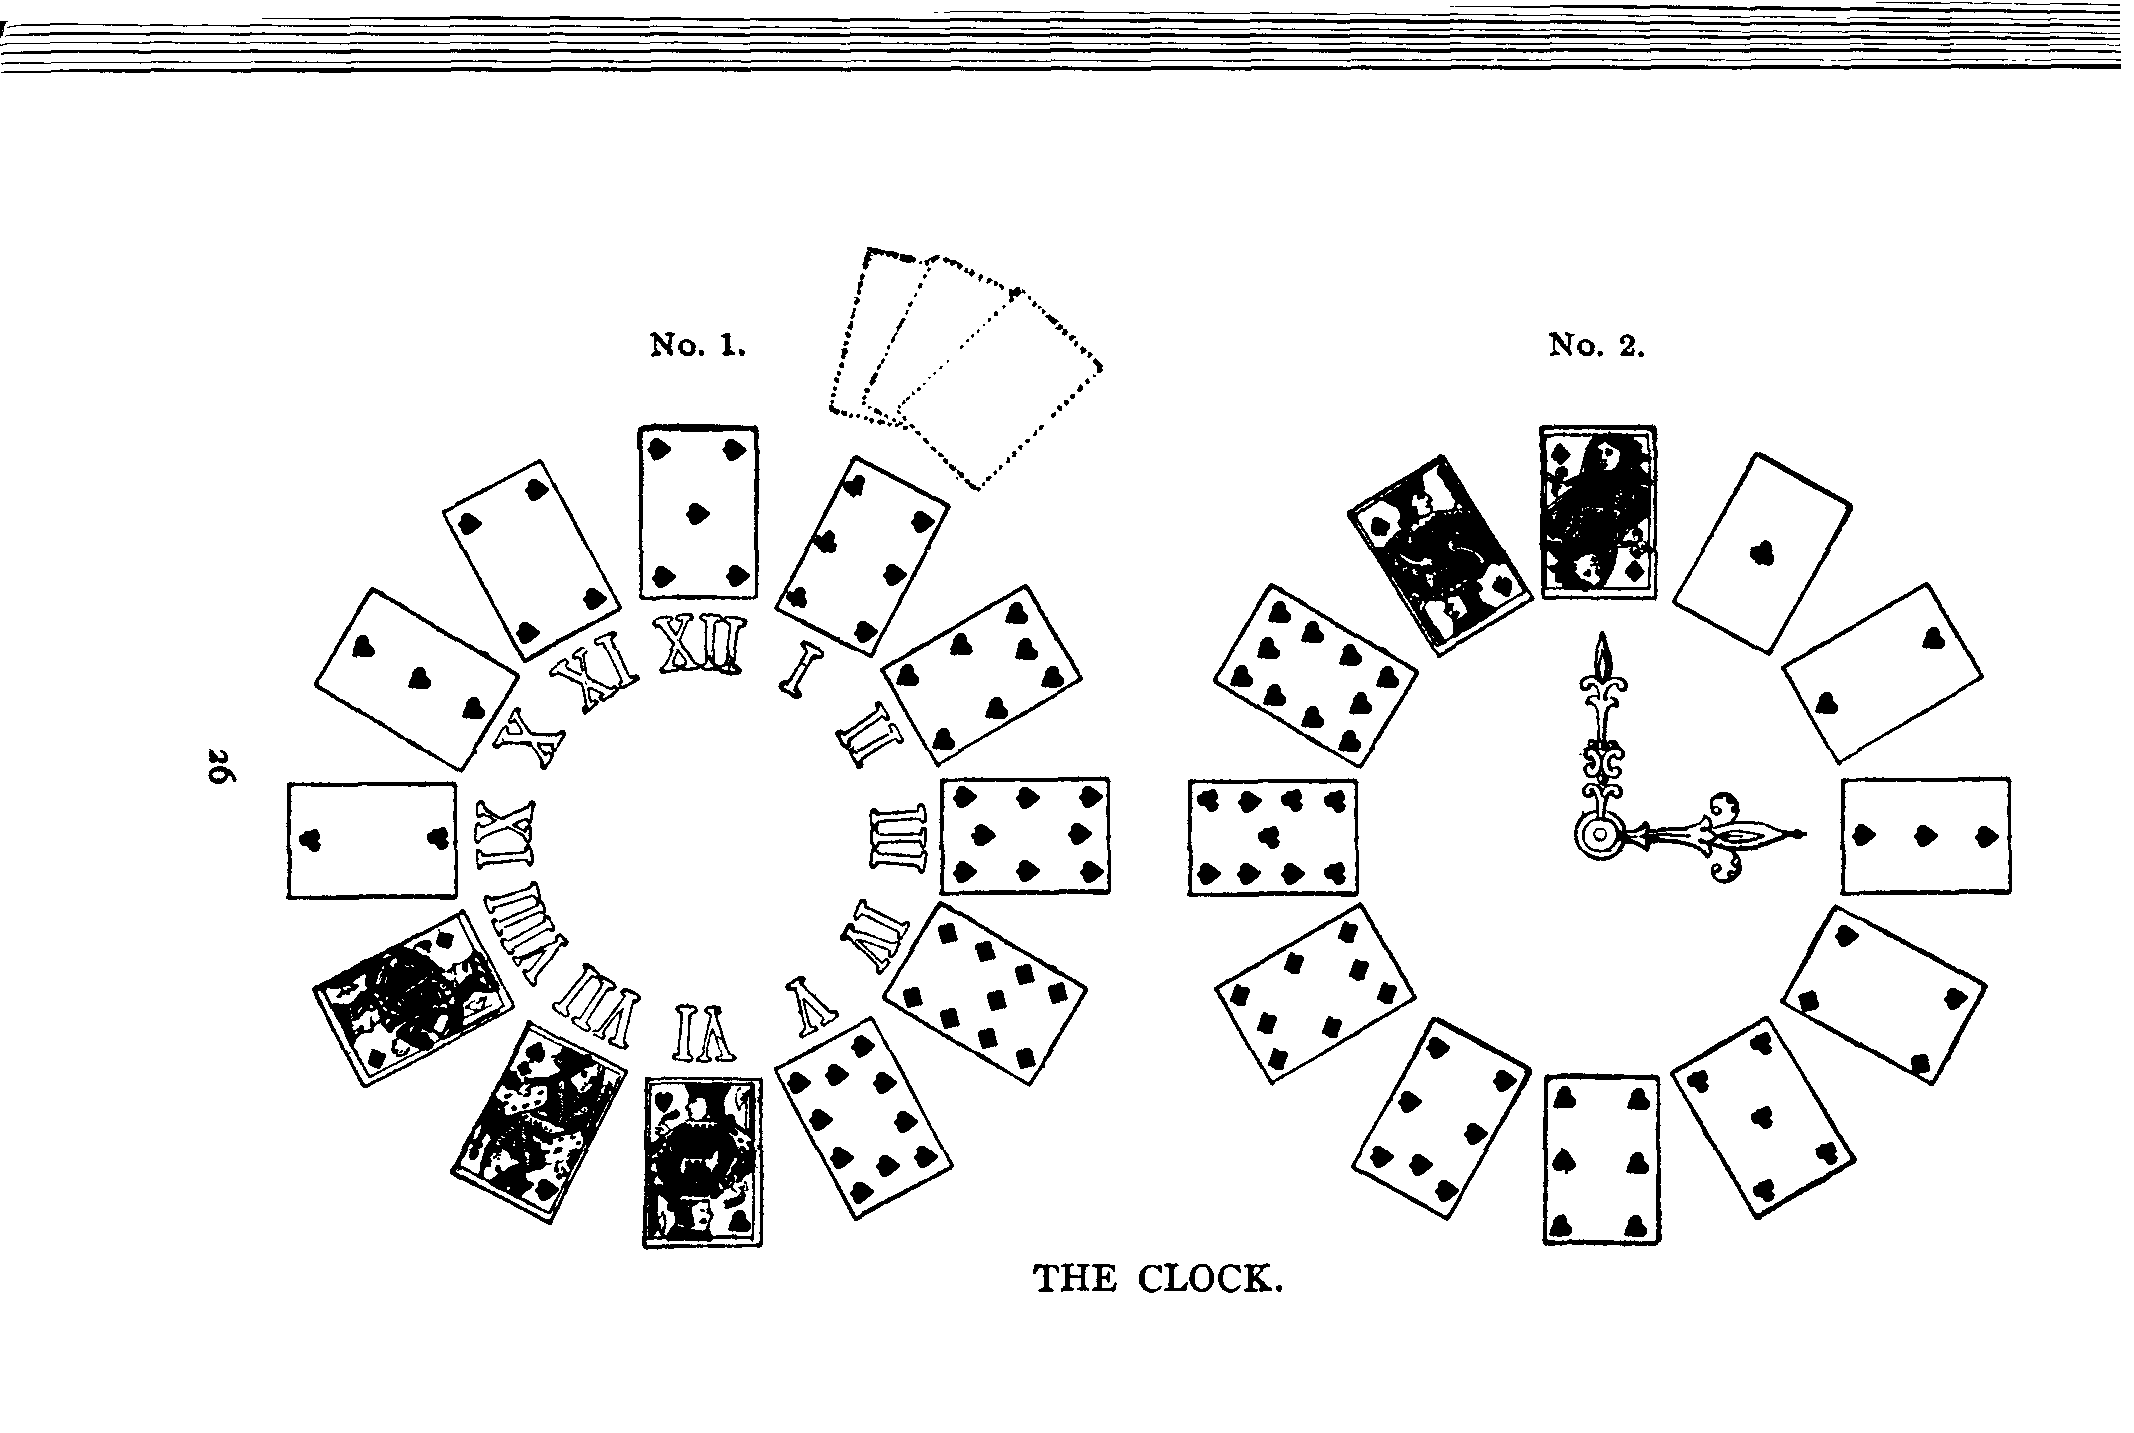 No. 1.
No. 2.
XII
I
II
III
IV
V
VI
VII
VIII
IX
X
XI
26
THE CLOCK.